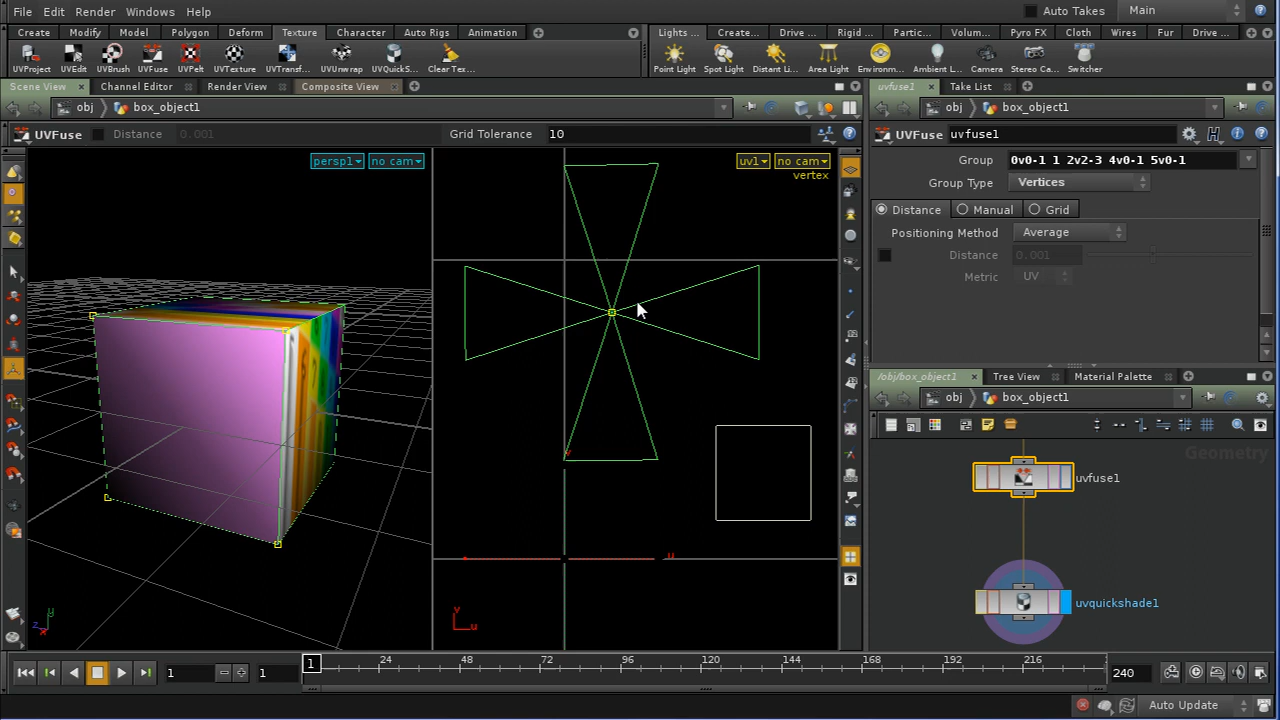 File Edit Render Windows Help
Auto Takes Main
Create Modify Model Polygon Deform Texture Character Auto Rigs Animation
Lights ... Create... Drive ... Rigid ... Partic... Volum... Pyro FX Cloth Wires Fur Drive ...
UVProject UVEdit UVBrush UVFuse UVPelt UVTexture UVTransf... UVUnwrap UVQuickS... Clear Tex...
Point Light Spot Light Distant Li... Area Light Environm... Ambient L... Camera Stereo Ca... Switcher
Scene View Channel Editor Render View Composite View
uvfuse1 Take List
obj box_object1
obj box_object1
UVFuse Distance 0.001 Grid Tolerance 10
UVFuse uvfuse1
persp1 no cam
uv1 no cam
vertex
Group 0v0-1 1 2v2-3 4v0-1 5v0-1
Group Type Vertices
Distance Manual Grid
Positioning Method Average
Distance 0.001
Metric UV
/obj/box_object1 Tree View Material Palette
obj box_object1
Geometry
uvfuse1
uvquickshade1
v
u
y
z x
v
u
1 24 48 72 96 120 144 168 192 216
1 1 240
Auto Update